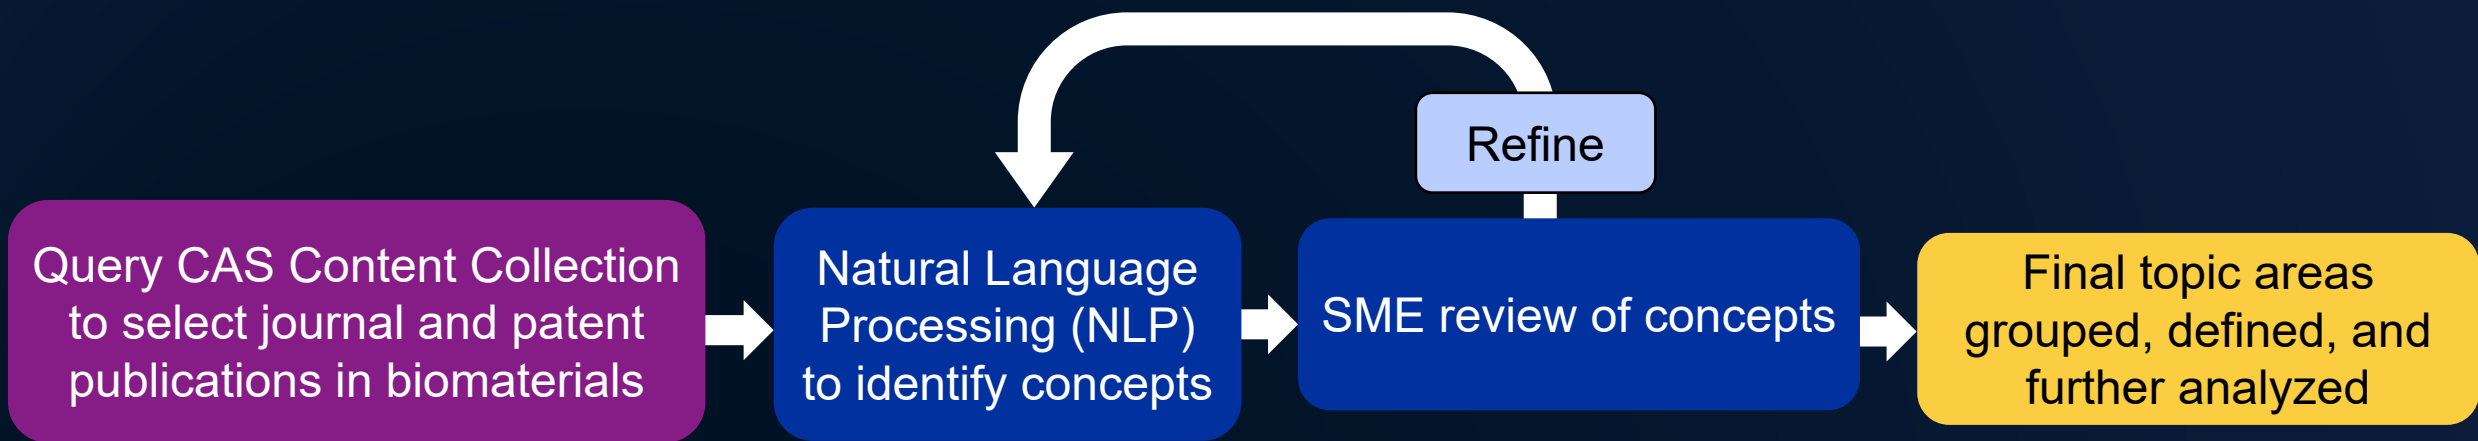 Refine
Query CAS Content Collection
to select journal and patent
publications in biomaterials
Natural Language
Processing (NLP)
to identify concepts
SME review of concepts
Final topic areas
grouped, defined, and
further analyzed